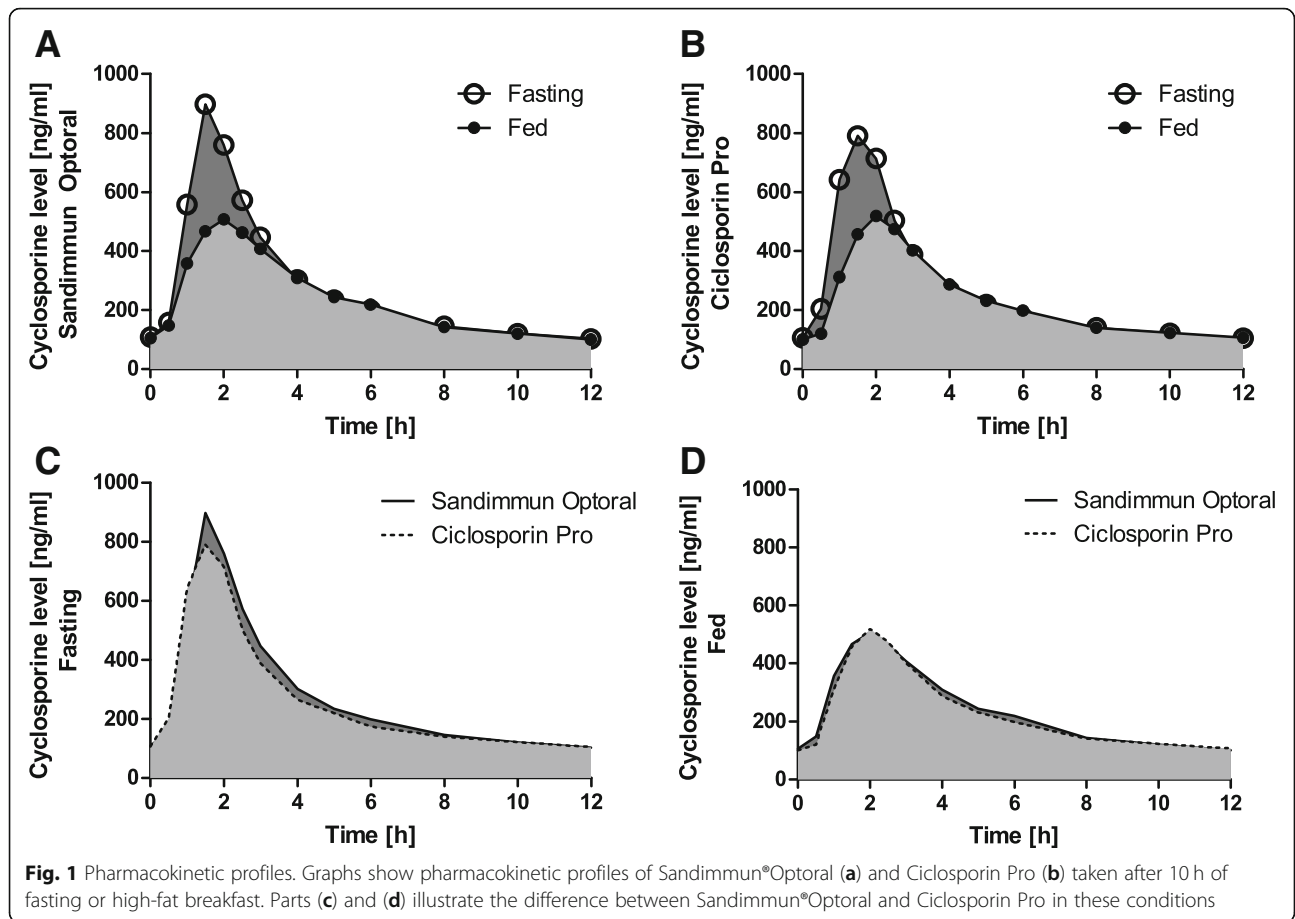 A
Cyclosporine level [ng/ml]
Sandimmun Optoral
1000
800
600
400
200
0
0 2 4 6 8 10 12
Time [h]
Fasting
Fed
B
Cyclosporine level [ng/ml]
Ciclosporin Pro
1000
800
600
400
200
0
0 2 4 6 8 10 12
Time [h]
Fasting
Fed
C
Cyclosporine level [ng/ml]
Fasting
1000
800
600
400
200
0
0 2 4 6 8 10 12
Time [h]
Sandimmun Optoral
Ciclosporin Pro
D
Cyclosporine level [ng/ml]
Fed
1000
800
600
400
200
0
0 2 4 6 8 10 12
Time [h]
Sandimmun Optoral
Ciclosporin Pro
Fig. 1 Pharmacokinetic profiles. Graphs show pharmacokinetic profiles of Sandimmun®Optoral (a) and Ciclosporin Pro (b) taken after 10 h of
fasting or high-fat breakfast. Parts (c) and (d) illustrate the difference between Sandimmun®Optoral and Ciclosporin Pro in these conditions